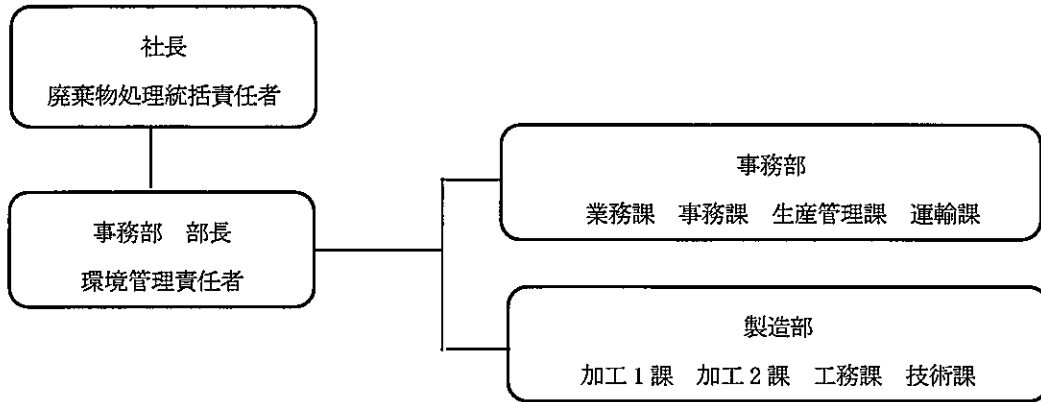 社長
廃棄物処理統括責任者
事務部　部長
環境管理責任者
事務部
業務課　事務課　生産管理課　運輸課
製造部
加工1課　加工2課　工務課　技術課